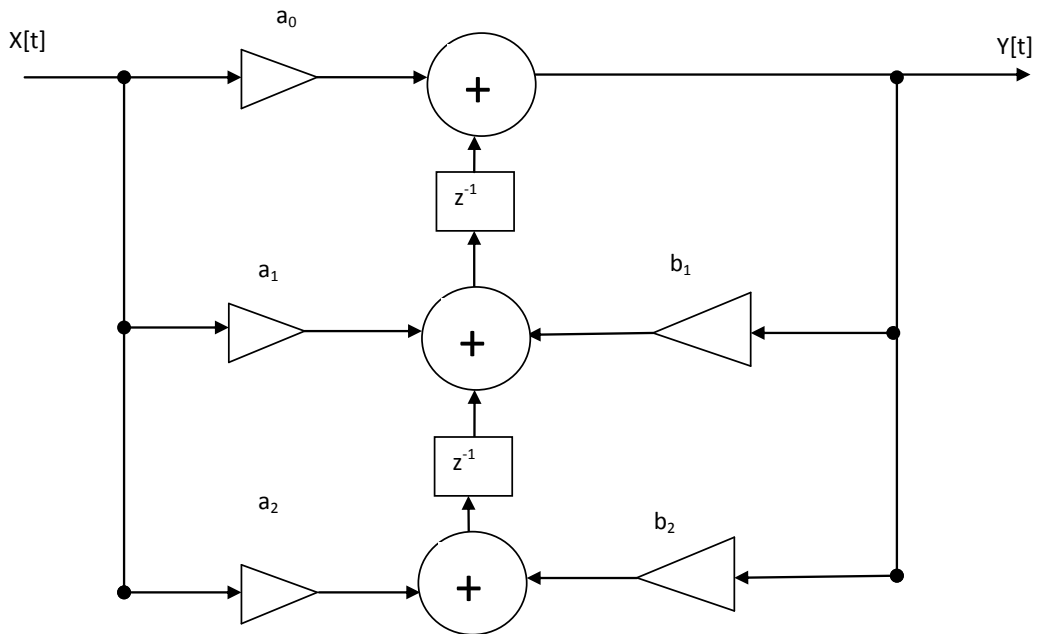 a₀
X[t]
Y[t]
+
z⁻¹
a₁
b₁
+
z⁻¹
a₂
b₂
+